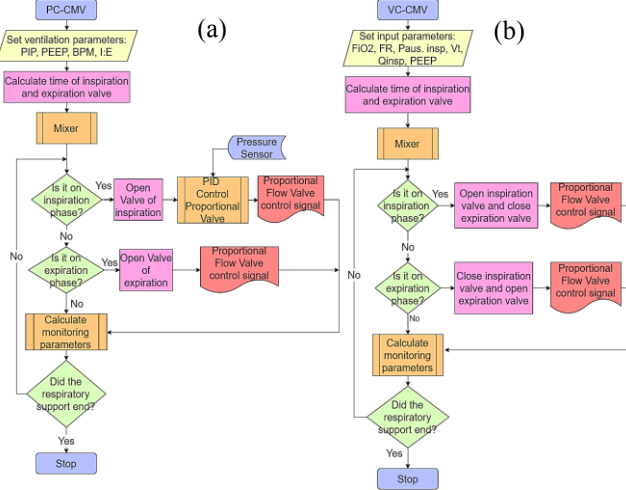 PC-CMV
(a)
Set ventilation parameters:
PIP, PEEP, BPM, I:E
Calculate time of inspiration
and expiration valve
Mixer
Pressure
Sensor
Is it on
inspiration
phase?
Yes
Open
Valve of
inspiration
PID
Control
Proportional
Valve
Proportional
Flow Valve
control signal
No
Is it on
expiration
phase?
Yes
Open Valve
of
expiration
Proportional
Flow Valve
control signal
No
No
Calculate
monitoring
parameters
Did the
respiratory
support end?
Yes
Stop
VC-CMV
(b)
Set input parameters:
FiO2, FR, Paus. insp, Vt,
Qinsp, PEEP
Calculate time of inspiration
and expiration valve
Mixer
Is it on
inspiration
phase?
Yes
Open inspiration
valve and close
expiration valve
Proportional
Flow Valve
control signal
No
Is it on
expiration
phase?
Yes
Close inspiration
valve and open
expiration valve
Proportional
Flow Valve
control signal
No
No
Calculate
monitoring
parameters
Did the
respiratory
support end?
Yes
Stop